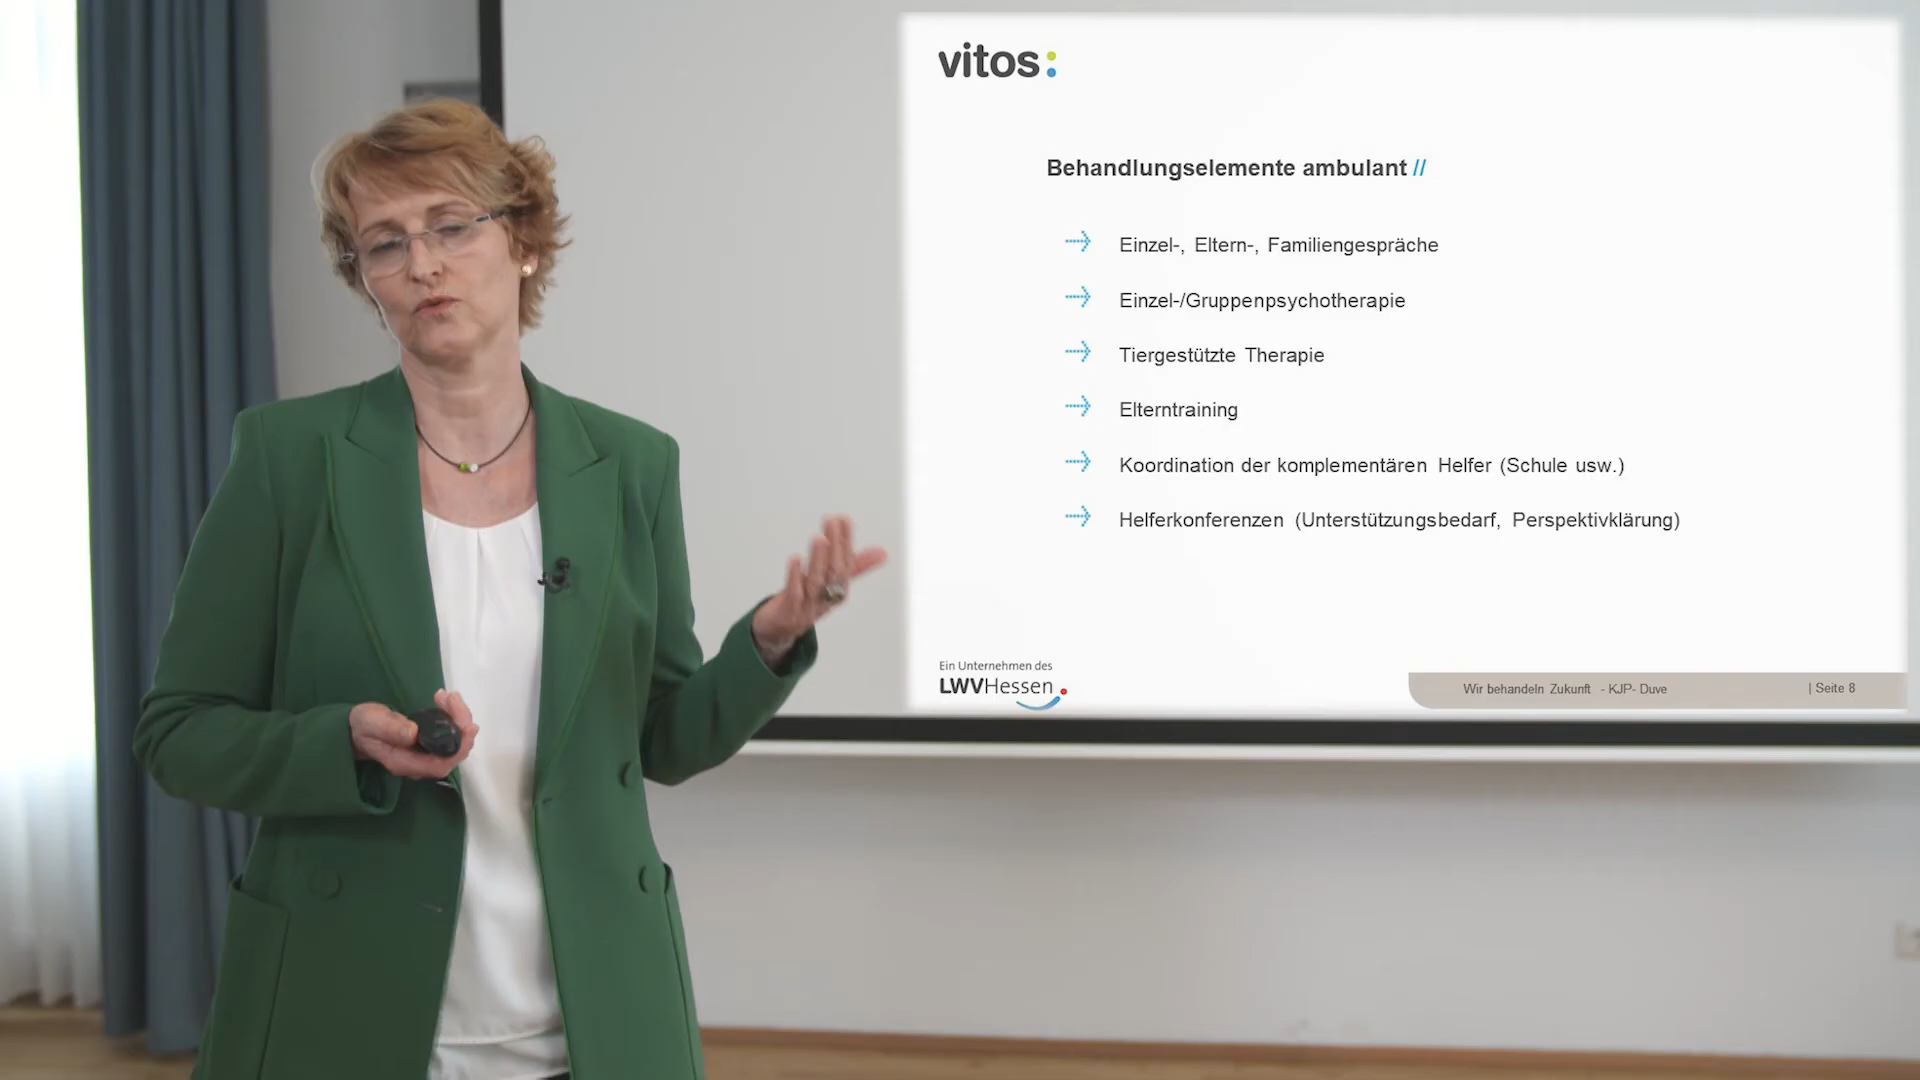 vitos:
Behandlungselemente ambulant //
Einzel-, Eltern-, Familiengespräche
Einzel-/Gruppenpsychotherapie
Tiergestützte Therapie
Elterntraining
Koordination der komplementären Helfer (Schule usw.)
Helferkonferenzen (Unterstützungsbedarf, Perspektivklärung)
Ein Unternehmen des
LWVHessen
Wir behandeln Zukunft - KJP- Duve | Seite 8